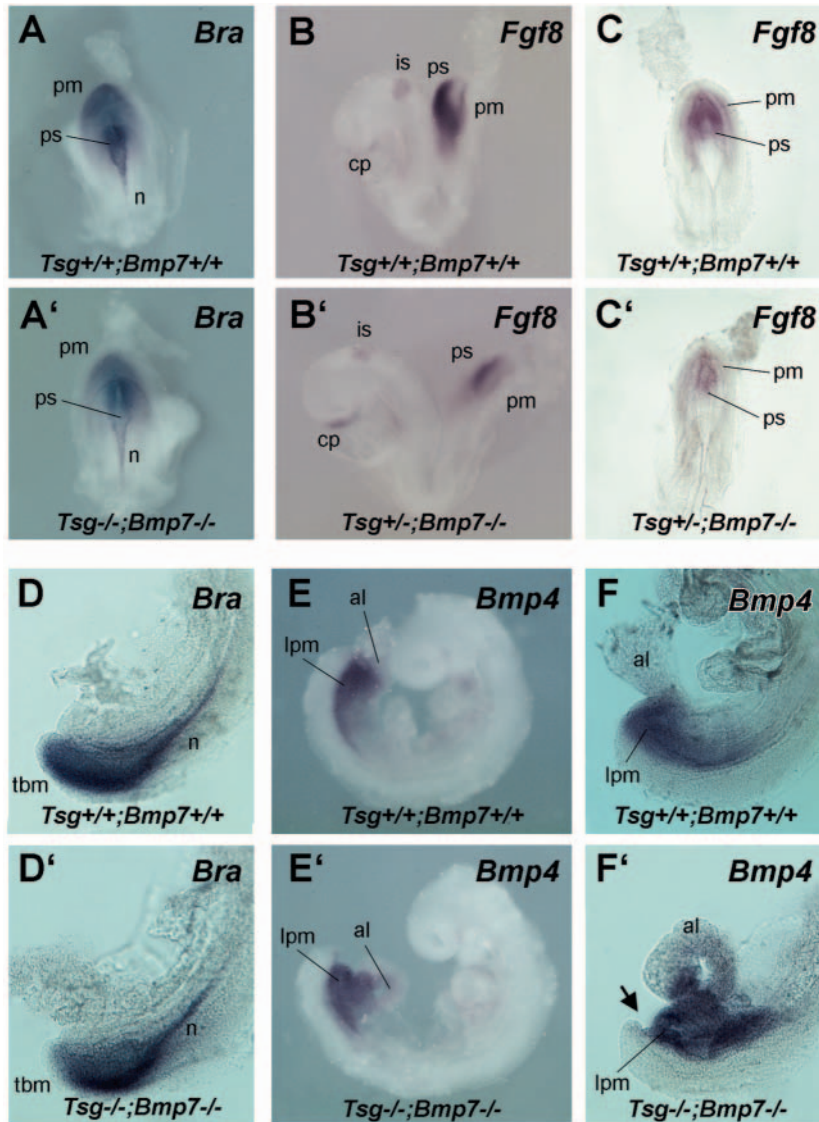 A Bra
pm
ps
n
Tsg+/+;Bmp7+/+
B Fgf8
is ps
pm
cp
Tsg+/+;Bmp7+/+
C Fgf8
pm
ps
Tsg+/+;Bmp7+/+
A' Bra
pm
ps
n
Tsg-/-;Bmp7-/-
B' Fgf8
is
ps
pm
cp
Tsg+/-;Bmp7-/-
C' Fgf8
pm
ps
Tsg+/-;Bmp7-/-
D Bra
n
tbm
Tsg+/+;Bmp7+/+
E Bmp4
al
lpm
Tsg+/+;Bmp7+/+
F Bmp4
al
lpm
Tsg+/+;Bmp7+/+
D' Bra
n
tbm
Tsg-/-;Bmp7-/-
E' Bmp4
lpm al
Tsg-/-;Bmp7-/-
F' Bmp4
al
lpm
Tsg-/-;Bmp7-/-